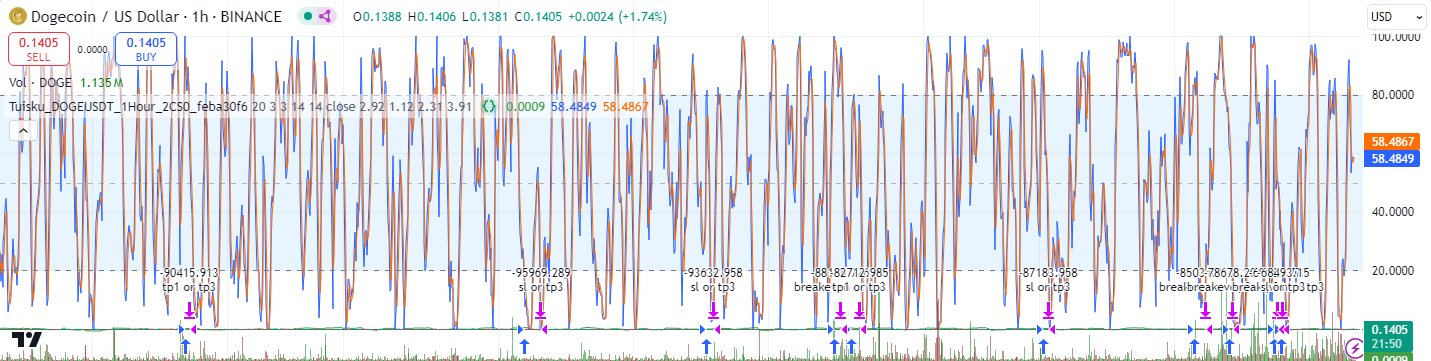 Dogecoin / US Dollar · 1h · BINANCE
O0.1388 H0.1406 L0.1381 C0.1405 +0.0024 (+1.74%)
USD
0.1405
SELL
0.0000
0.1405
BUY
100.0000
Vol · DOGE 1.135 M
Tuisku_DOGEUSDT_1Hour_2CS0_feba30f6 20 3 3 14 14 close 2.92 1.12 2.31 3.91 {} 0.0009 58.4849 58.4867
80.0000
58.4867
58.4849
40.0000
20.0000
-90415.913
tp1 or tp3
-95969.289
sl or tp3
-93632.958
sl or tp3
tp1 or tp3
-87183.958
sl or tp3
0.1405
21:50
0.0009